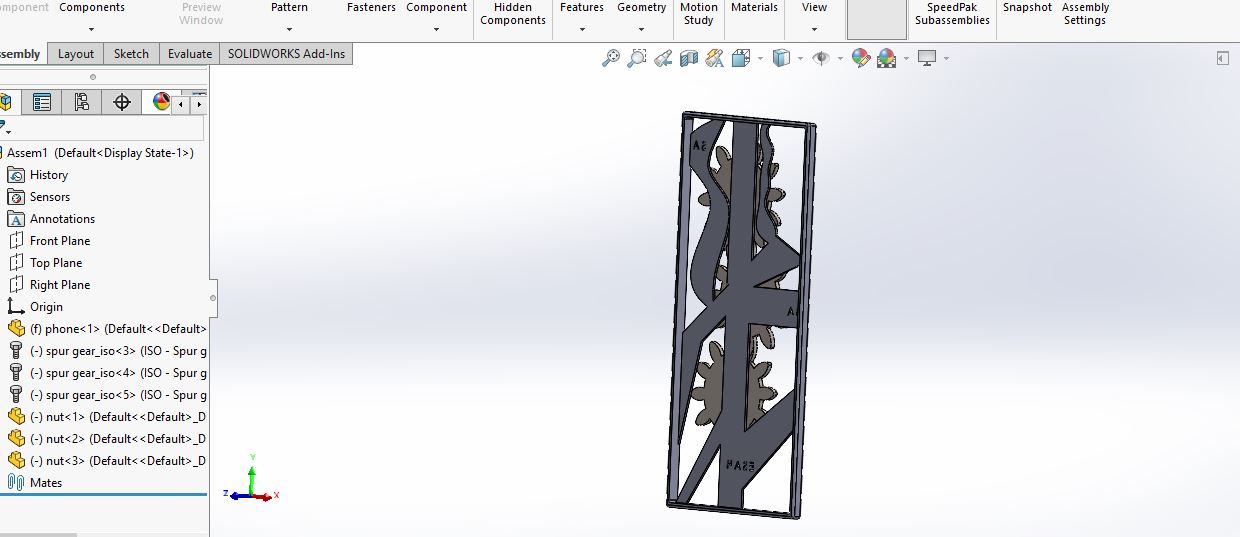 Components Preview Window Pattern Fasteners Component Hidden Components Features Geometry Motion Study Materials View SpeedPak Subassemblies Snapshot Assembly Settings
Layout Sketch Evaluate SOLIDWORKS Add-Ins
Assem1 (Default<Display State-1>)
History
Sensors
Annotations
Front Plane
Top Plane
Right Plane
Origin
(f) phone<1> (Default<<Default>
(-) spur gear_iso<3> (ISO - Spur g
(-) spur gear_iso<4> (ISO - Spur g
(-) spur gear_iso<5> (ISO - Spur g
(-) nut<1> (Default<<Default>_D
(-) nut<2> (Default<<Default>_D
(-) nut<3> (Default<<Default>_D
Mates
Y
Z
X